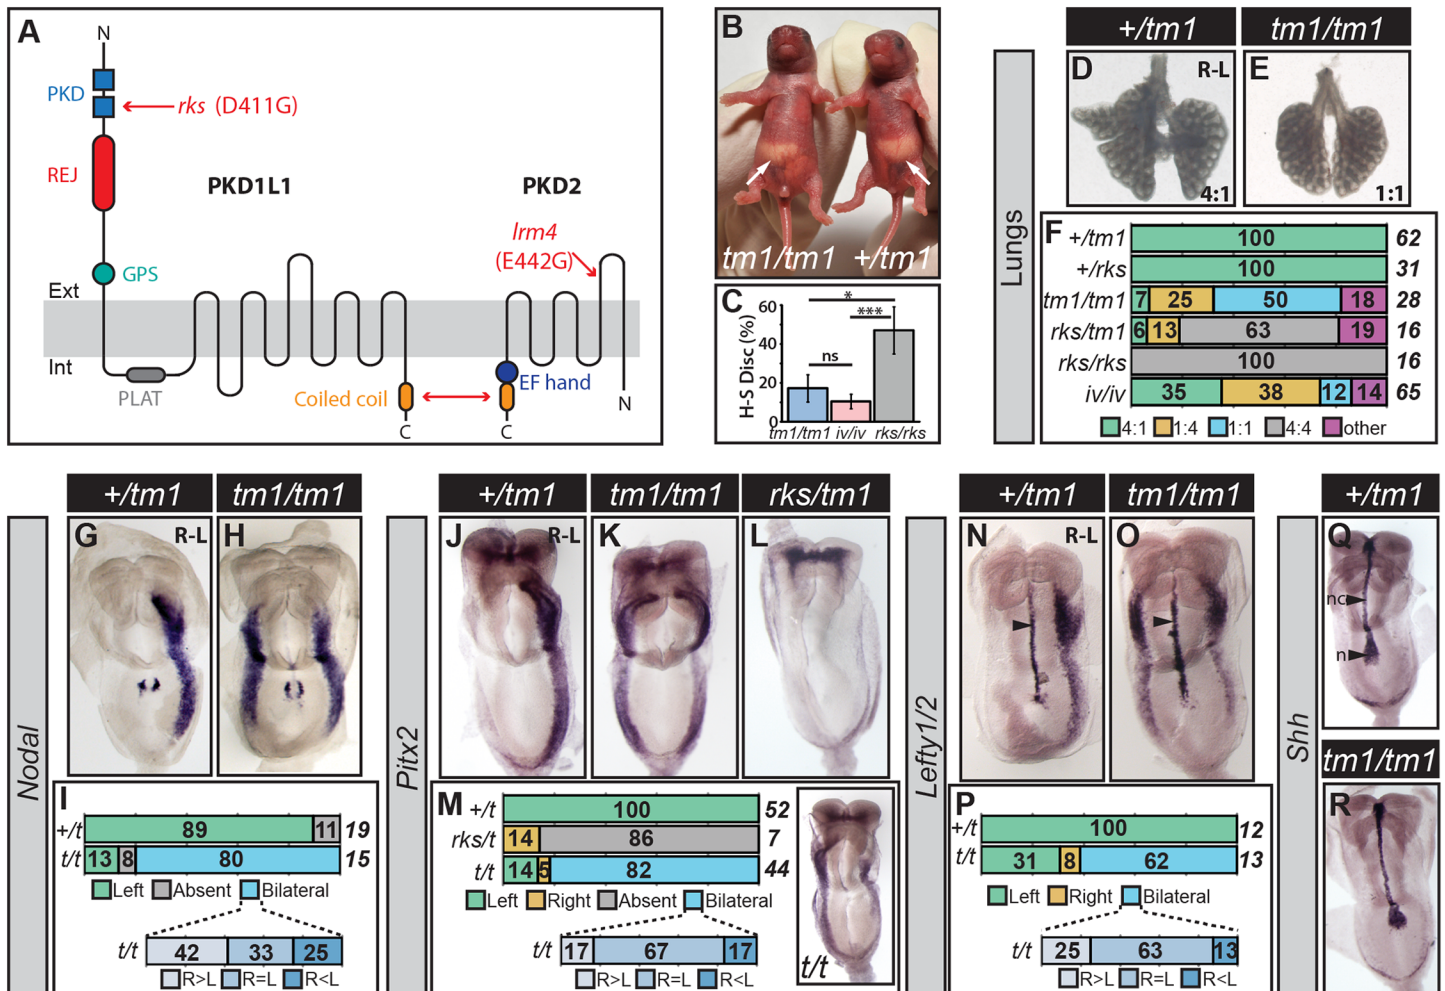 A
N
PKD
rks (D411G)
REJ
PKD1L1
PKD2
lrm4
(E442G)
GPS
Ext
Int
PLAT
Coiled coil
EF hand
N
C
C
B
tm1/tm1
+/tm1
C
H-S Disc (%)
60
40
20
0
*
***
ns
tm1/tm1 iv/iv rks/rks
+/tm1
tm1/tm1
Lungs
D
R-L
4:1
E
1:1
F
+/tm1 100 62
+/rks 100 31
tm1/tm1 7 25 50 18 28
rks/tm1 6 13 63 19 16
rks/rks 100 16
iv/iv 35 38 12 14 65
4:1 1:4 1:1 4:4 other
+/tm1
tm1/tm1
Nodal
G
R-L
H
I
+/t 89 11 19
t/t 13 8 80 15
Left Absent Bilateral
t/t 42 33 25
R>L R=L R<L
+/tm1
tm1/tm1
rks/tm1
Pitx2
J
R-L
K
L
M
+/t 100 52
rks/t 14 86 7
t/t 14 5 82 44
Left Right Absent Bilateral
t/t 17 67 17
R>L R=L R<L
t/t
+/tm1
tm1/tm1
Lefty1/2
N
R-L
O
P
+/t 100 12
t/t 31 8 62 13
Left Right Bilateral
t/t 25 63 13
R>L R=L R<L
+/tm1
Shh
Q
nc
n
tm1/tm1
R